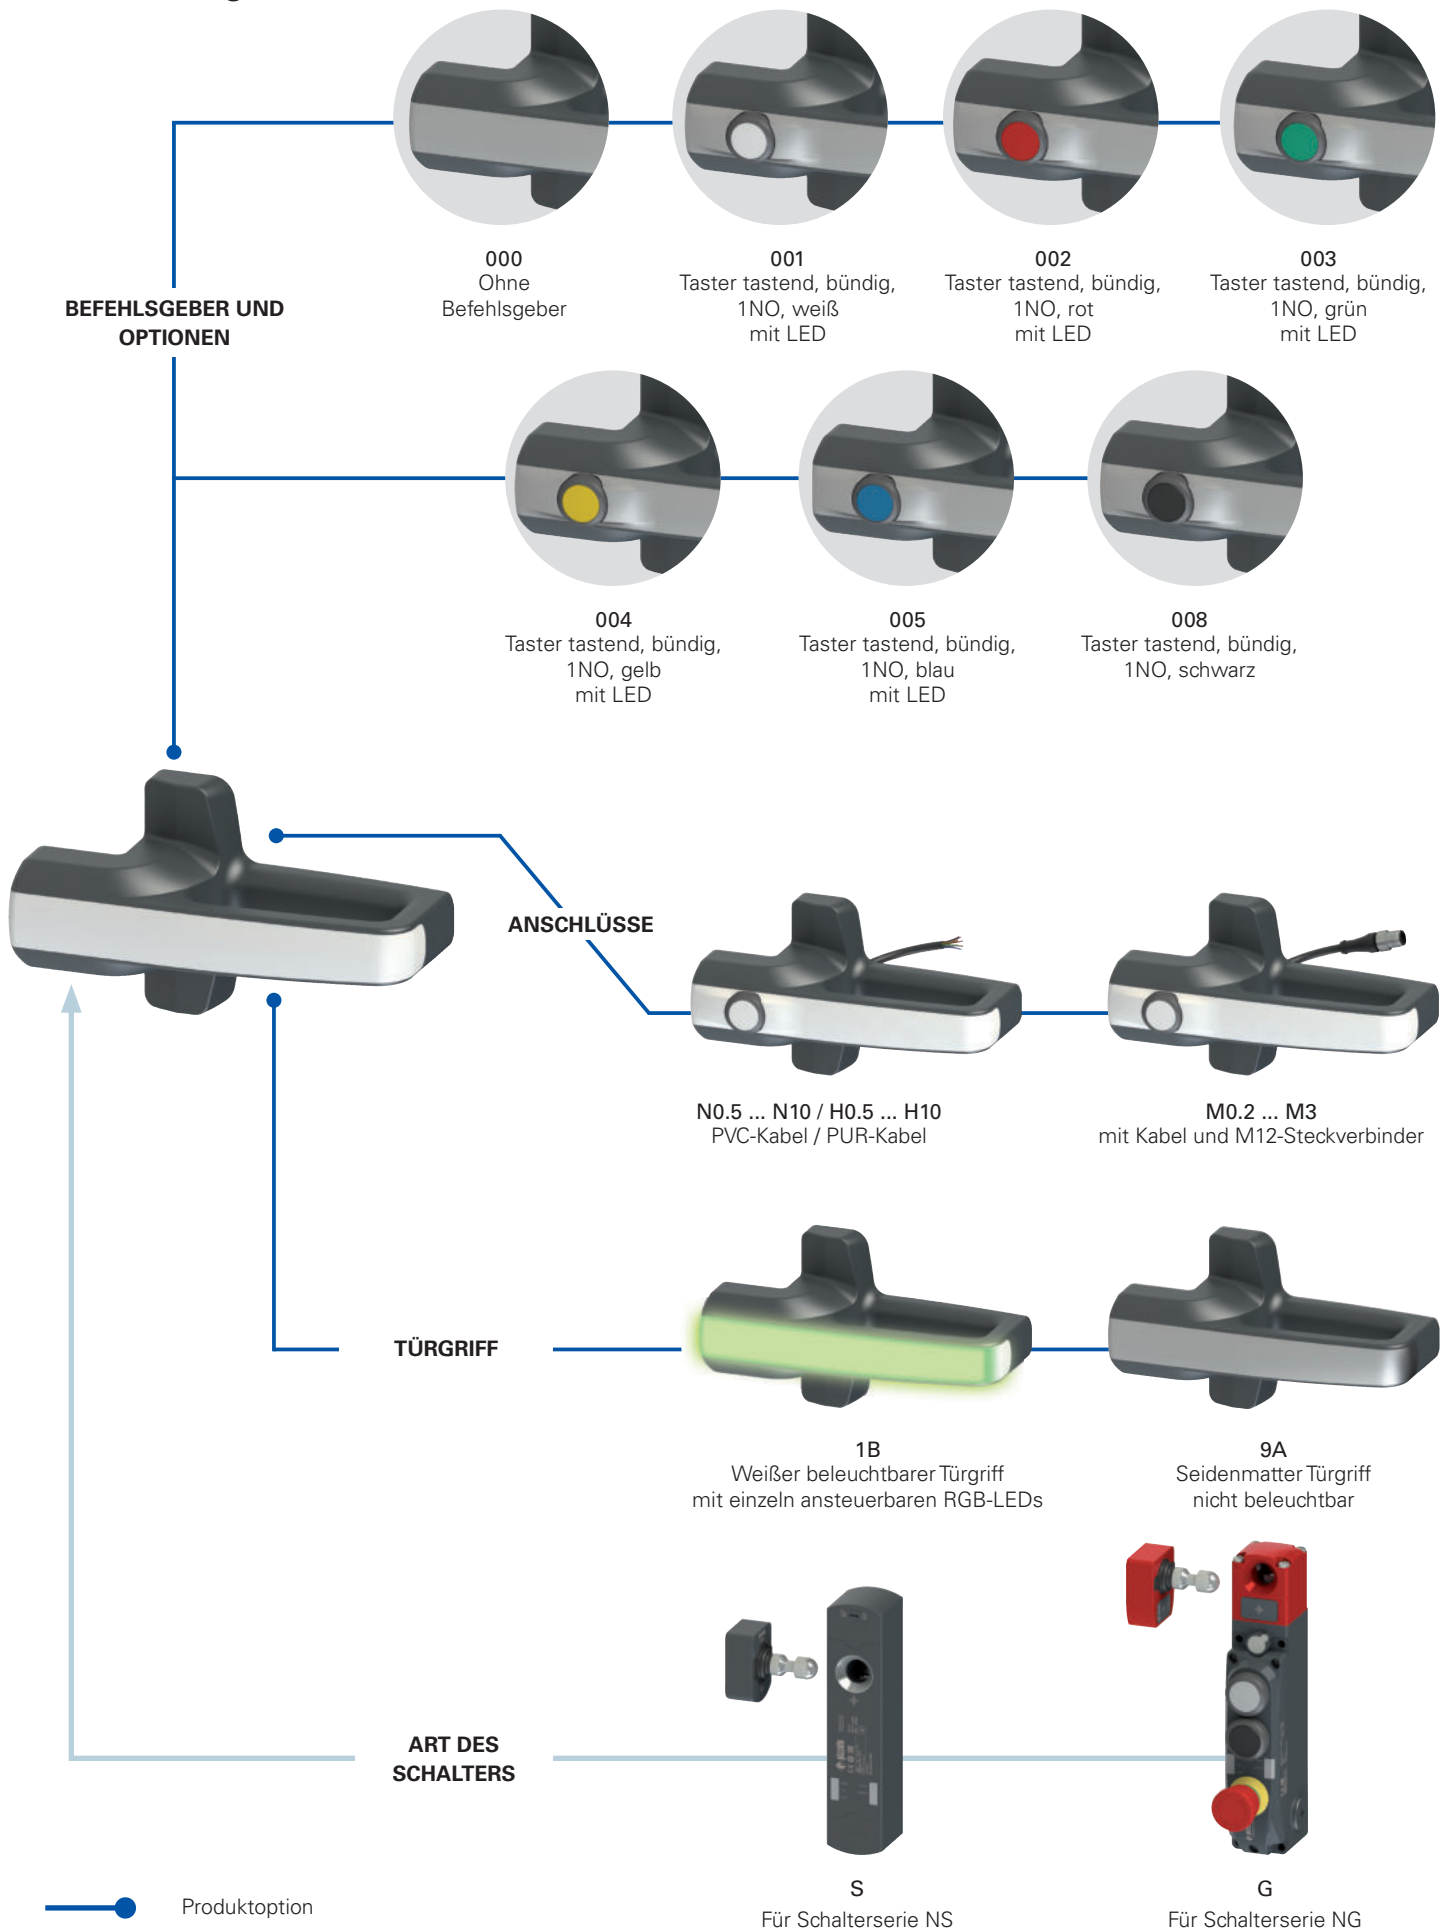 000
Ohne
Befehlsgeber
001
Taster tastend, bündig,
1NO, weiß
mit LED
002
Taster tastend, bündig,
1NO, rot
mit LED
003
Taster tastend, bündig,
1NO, grün
mit LED
BEFEHLSGEBER UND
OPTIONEN
004
Taster tastend, bündig,
1NO, gelb
mit LED
005
Taster tastend, bündig,
1NO, blau
mit LED
008
Taster tastend, bündig,
1NO, schwarz
ANSCHLÜSSE
N0.5 ... N10 / H0.5 ... H10
PVC-Kabel / PUR-Kabel
M0.2 ... M3
mit Kabel und M12-Steckverbinder
TÜRGRIFF
1B
Weißer beleuchtbarer Türgriff
mit einzeln ansteuerbaren RGB-LEDs
9A
Seidenmatter Türgriff
nicht beleuchtbar
ART DES
SCHALTERS
S
Für Schalterserie NS
G
Für Schalterserie NG
Produktoption